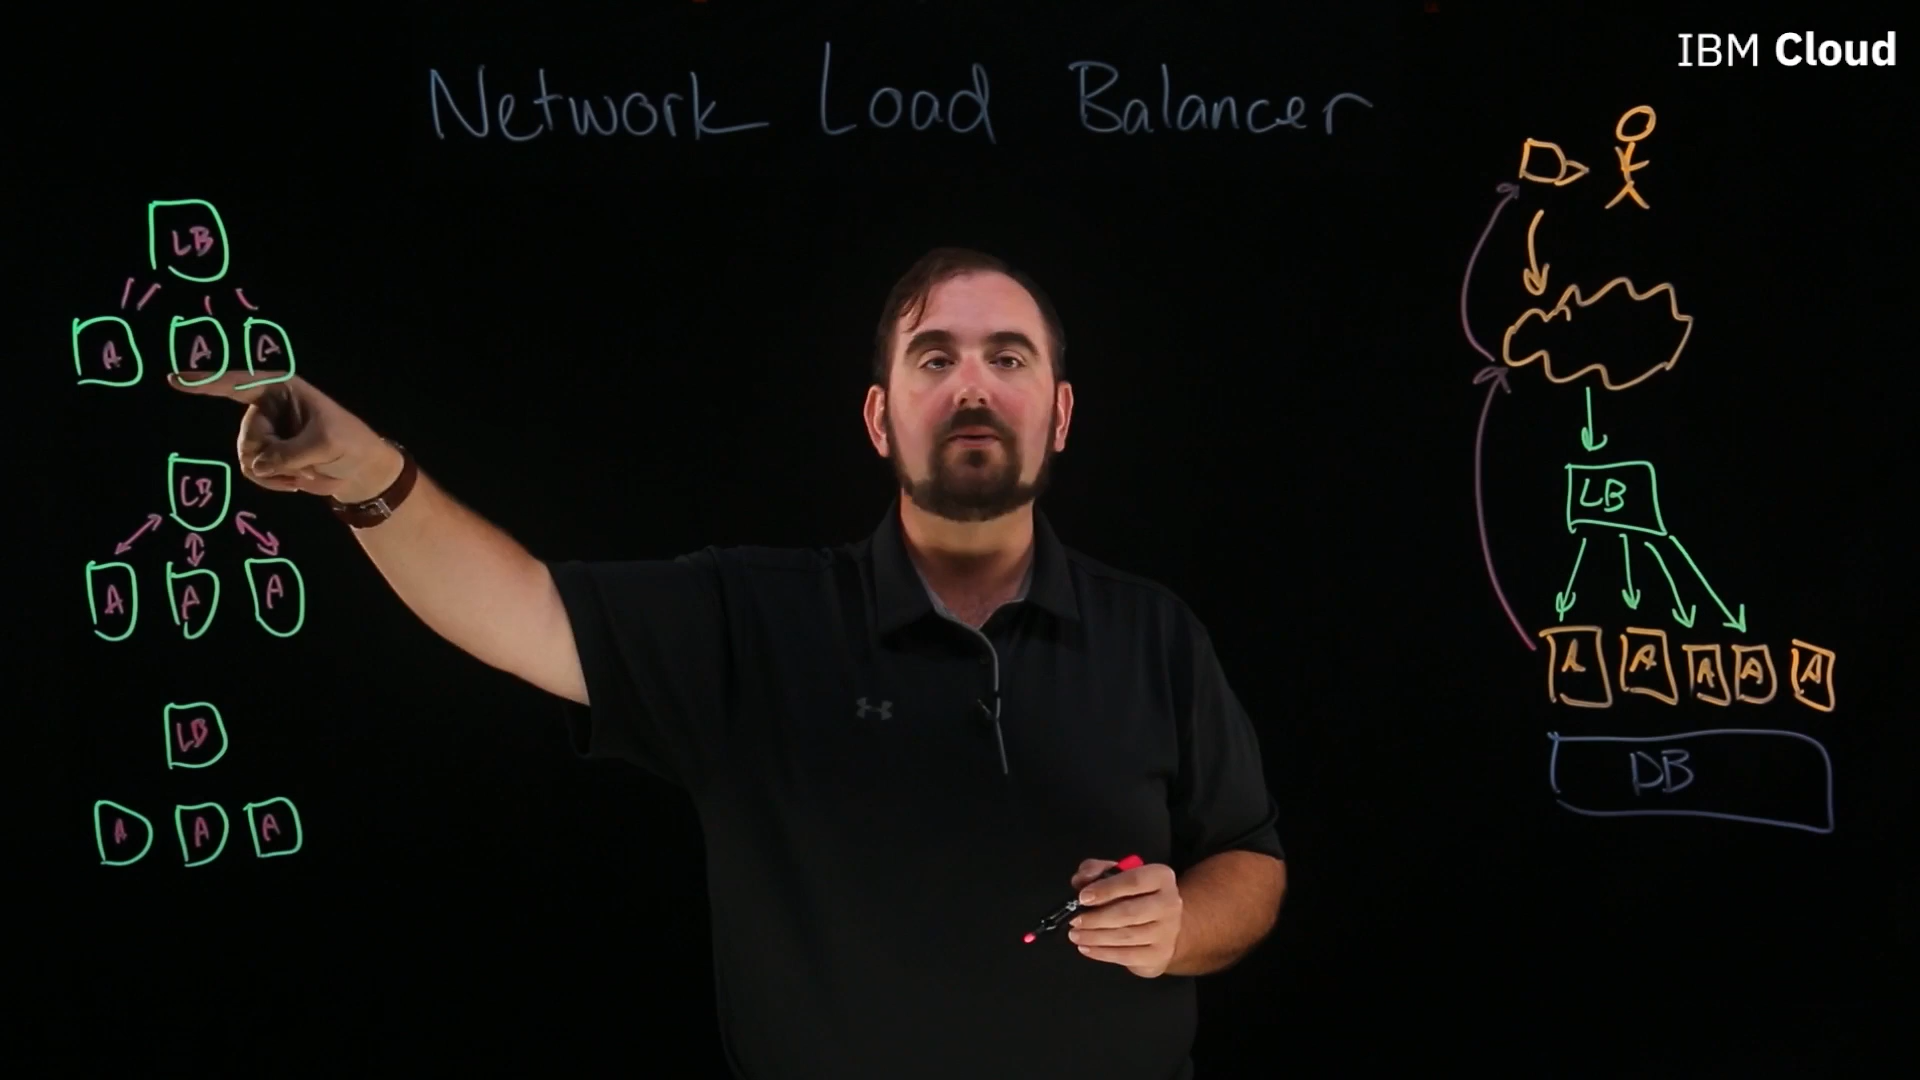 IBM Cloud
Network Load Balancer
LB
A A A
LB
A A A
LB
A A A
LB
A A A A A
DB